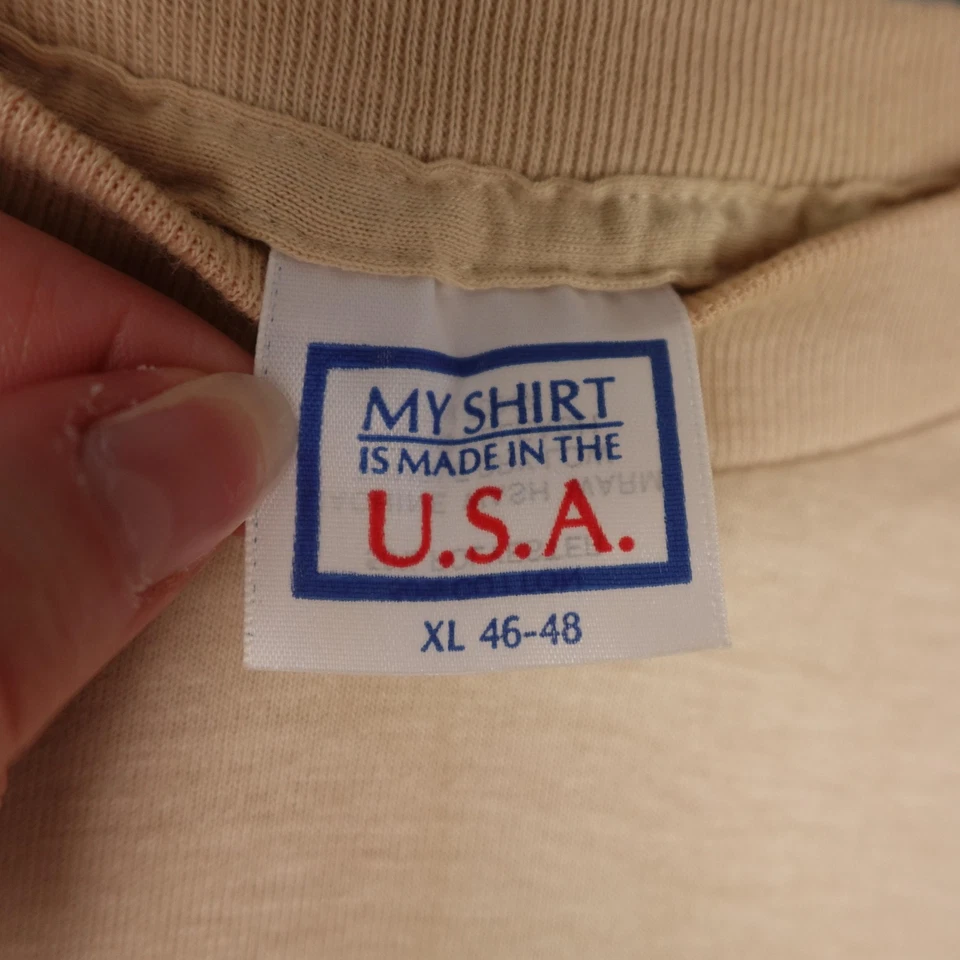 MY SHIRT
IS MADE IN THE
U.S.A.
XL 46-48